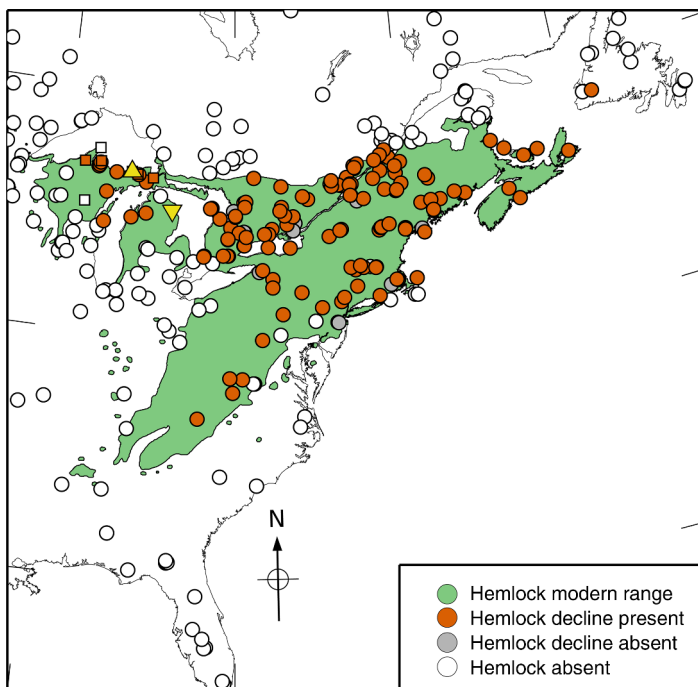 N
Hemlock modern range
Hemlock decline present
Hemlock decline absent
Hemlock absent